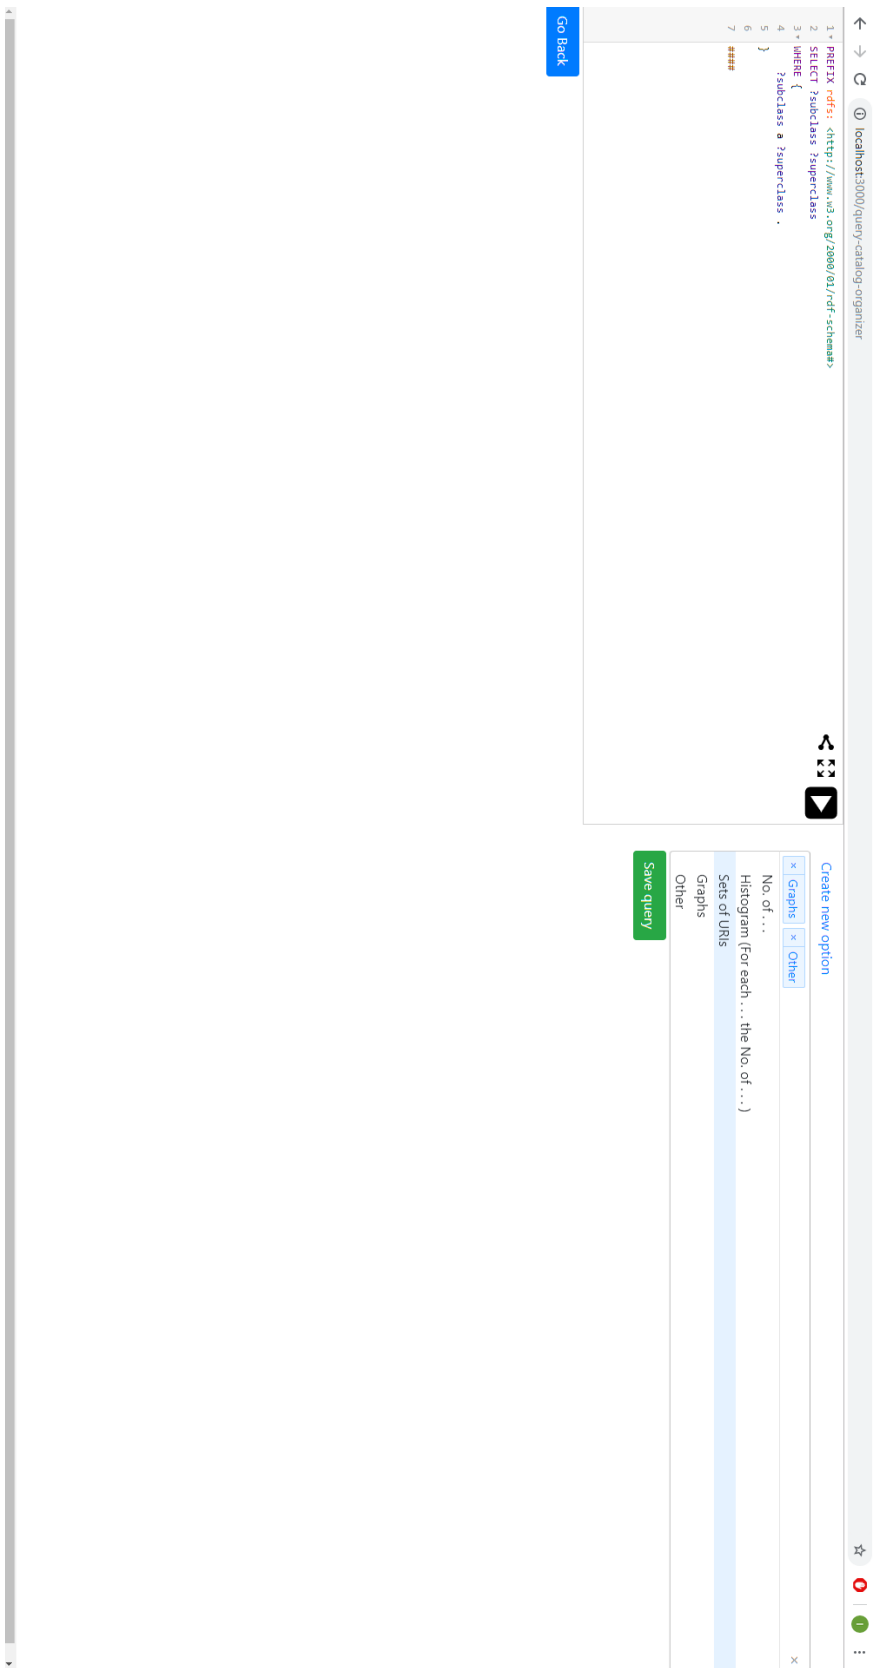 localhost:3000/query-catalog-organizer
1 PREFIX rdfs: <http://www.w3.org/2000/01/rdf-schema#>
2 SELECT ?subclass ?superclass
3 WHERE {
4 ?subclass a ?superclass .
5 }
6
7 ####
Go Back
Create new option
× Graphs × Other ×
No. of . . .
Histogram (For each . . . the No. of . . . )
Sets of URIs
Graphs
Other
Save query